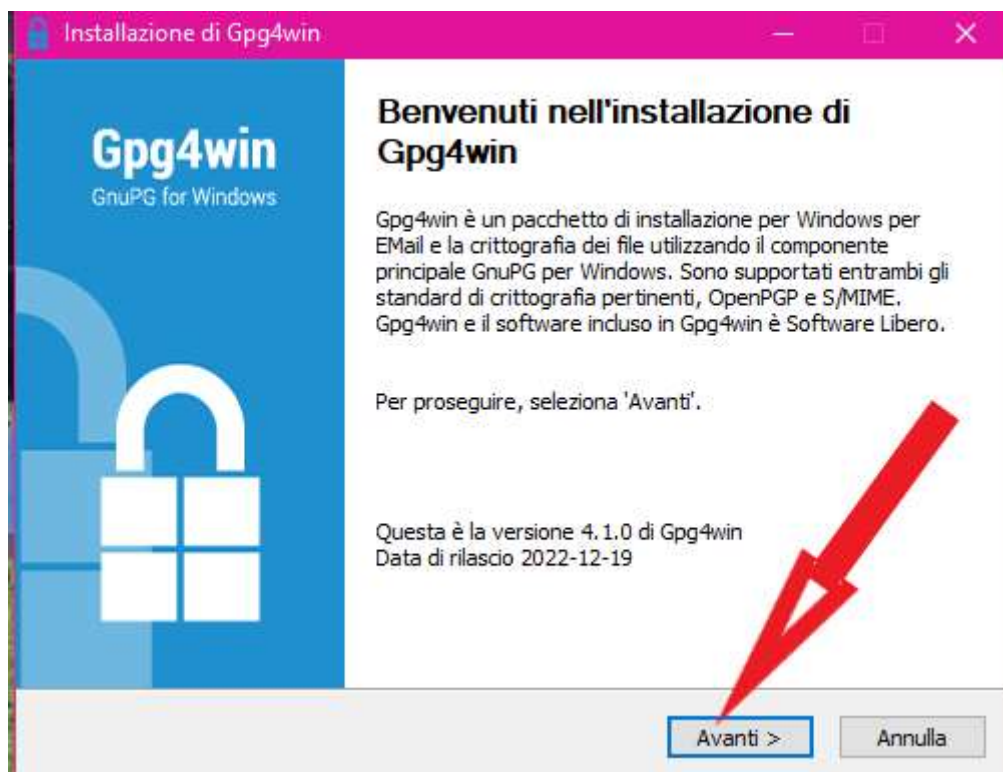 Installazione di Gpg4win
Gpg4win
GnuPG for Windows
Benvenuti nell'installazione di
Gpg4win
Gpg4win è un pacchetto di installazione per Windows per
EMail e la crittografia dei file utilizzando il componente
principale GnuPG per Windows. Sono supportati entrambi gli
standard di crittografia pertinenti, OpenPGP e S/MIME.
Gpg4win e il software incluso in Gpg4win è Software Libero.
Per proseguire, seleziona 'Avanti'.
Questa è la versione 4.1.0 di Gpg4win
Data di rilascio 2022-12-19
Avanti >
Annulla